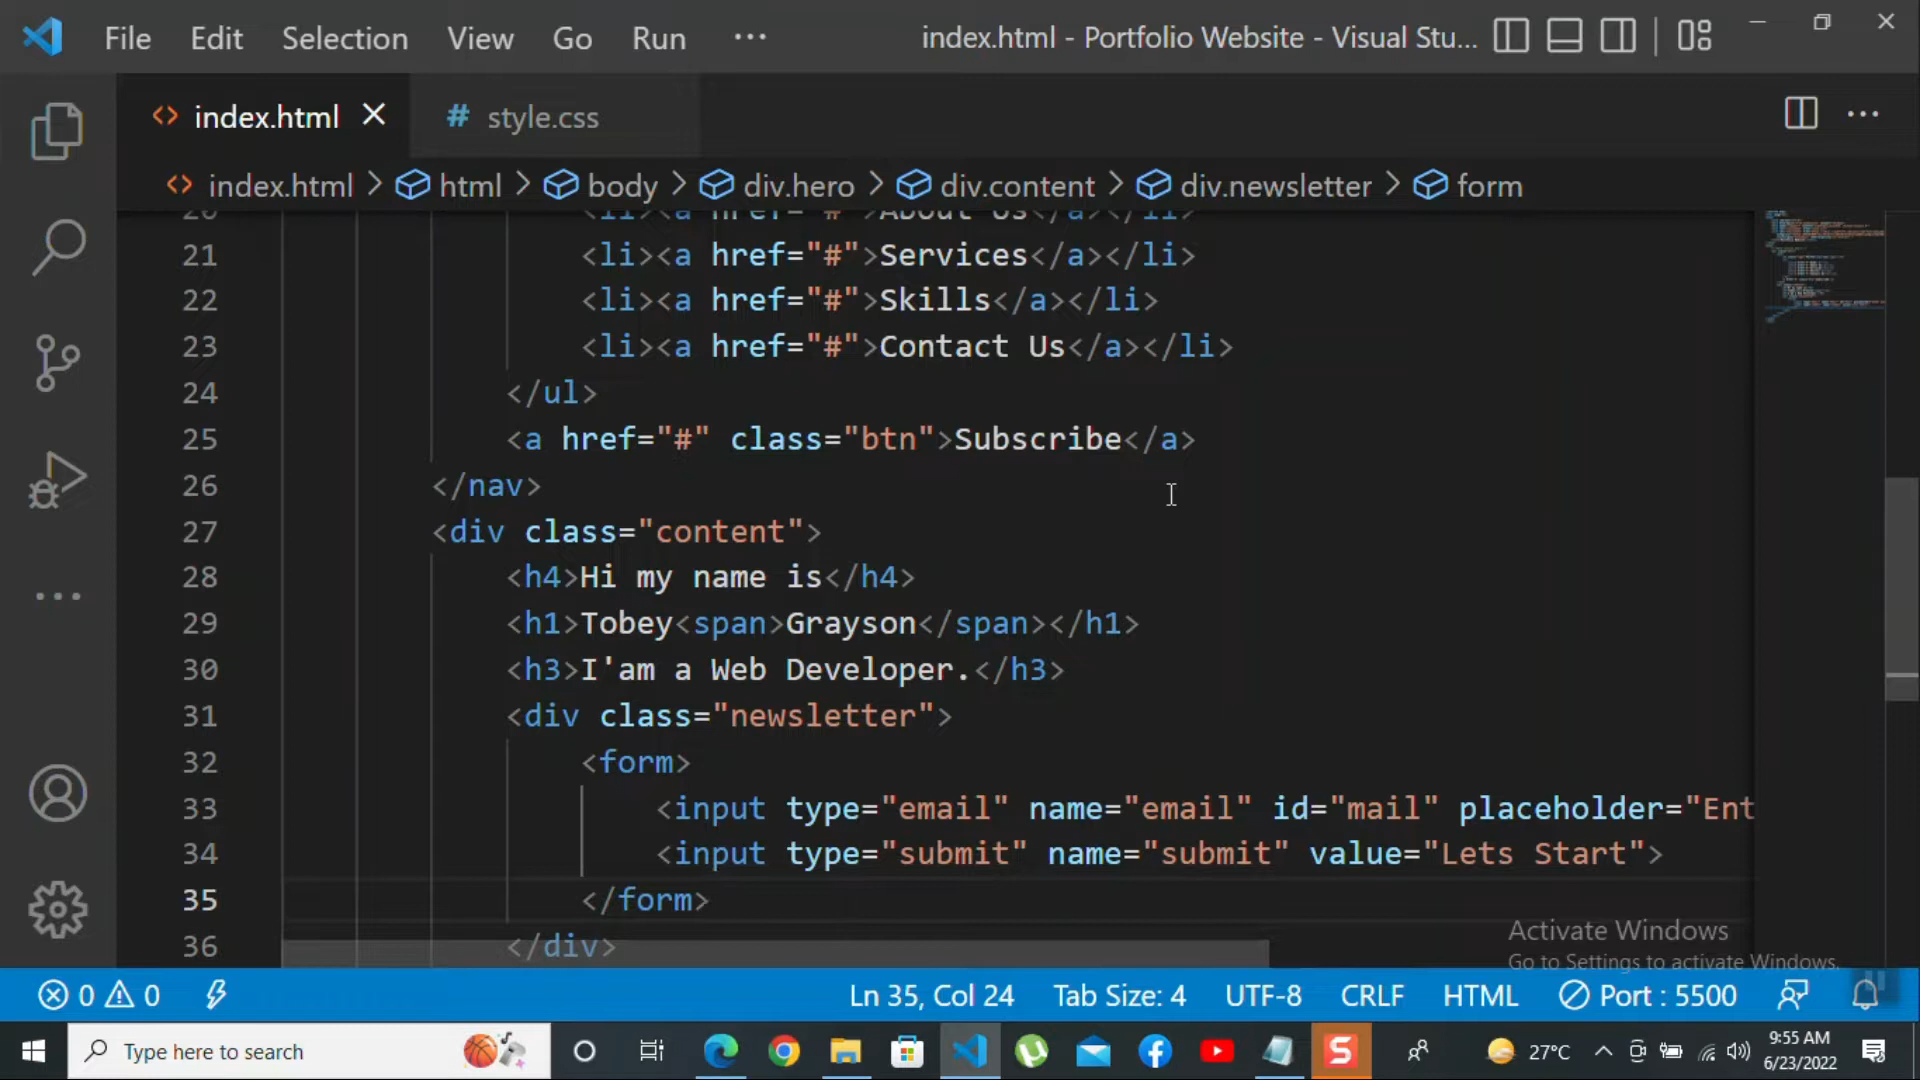 File Edit Selection View Go Run ··· index.html - Portfolio Website - Visual Stu...
<> index.html × # style.css ···
<> index.html > html > body > div.hero > div.content > div.newsletter > form
20 <li><a href="#">About Us</a></li>
21 <li><a href="#">Services</a></li>
22 <li><a href="#">Skills</a></li>
23 <li><a href="#">Contact Us</a></li>
24 </ul>
25 <a href="#" class="btn">Subscribe</a>
26 </nav>
27 <div class="content">
28 <h4>Hi my name is</h4>
29 <h1>Tobey<span>Grayson</span></h1>
30 <h3>I'am a Web Developer.</h3>
31 <div class="newsletter">
32 <form>
33 <input type="email" name="email" id="mail" placeholder="Ent
34 <input type="submit" name="submit" value="Lets Start">
35 </form>
36 </div>
Activate Windows
Go to Settings to activate Windows.
0 0 Ln 35, Col 24 Tab Size: 4 UTF-8 CRLF HTML Port : 5500
Type here to search S 27°C 9:55 AM
6/23/2022